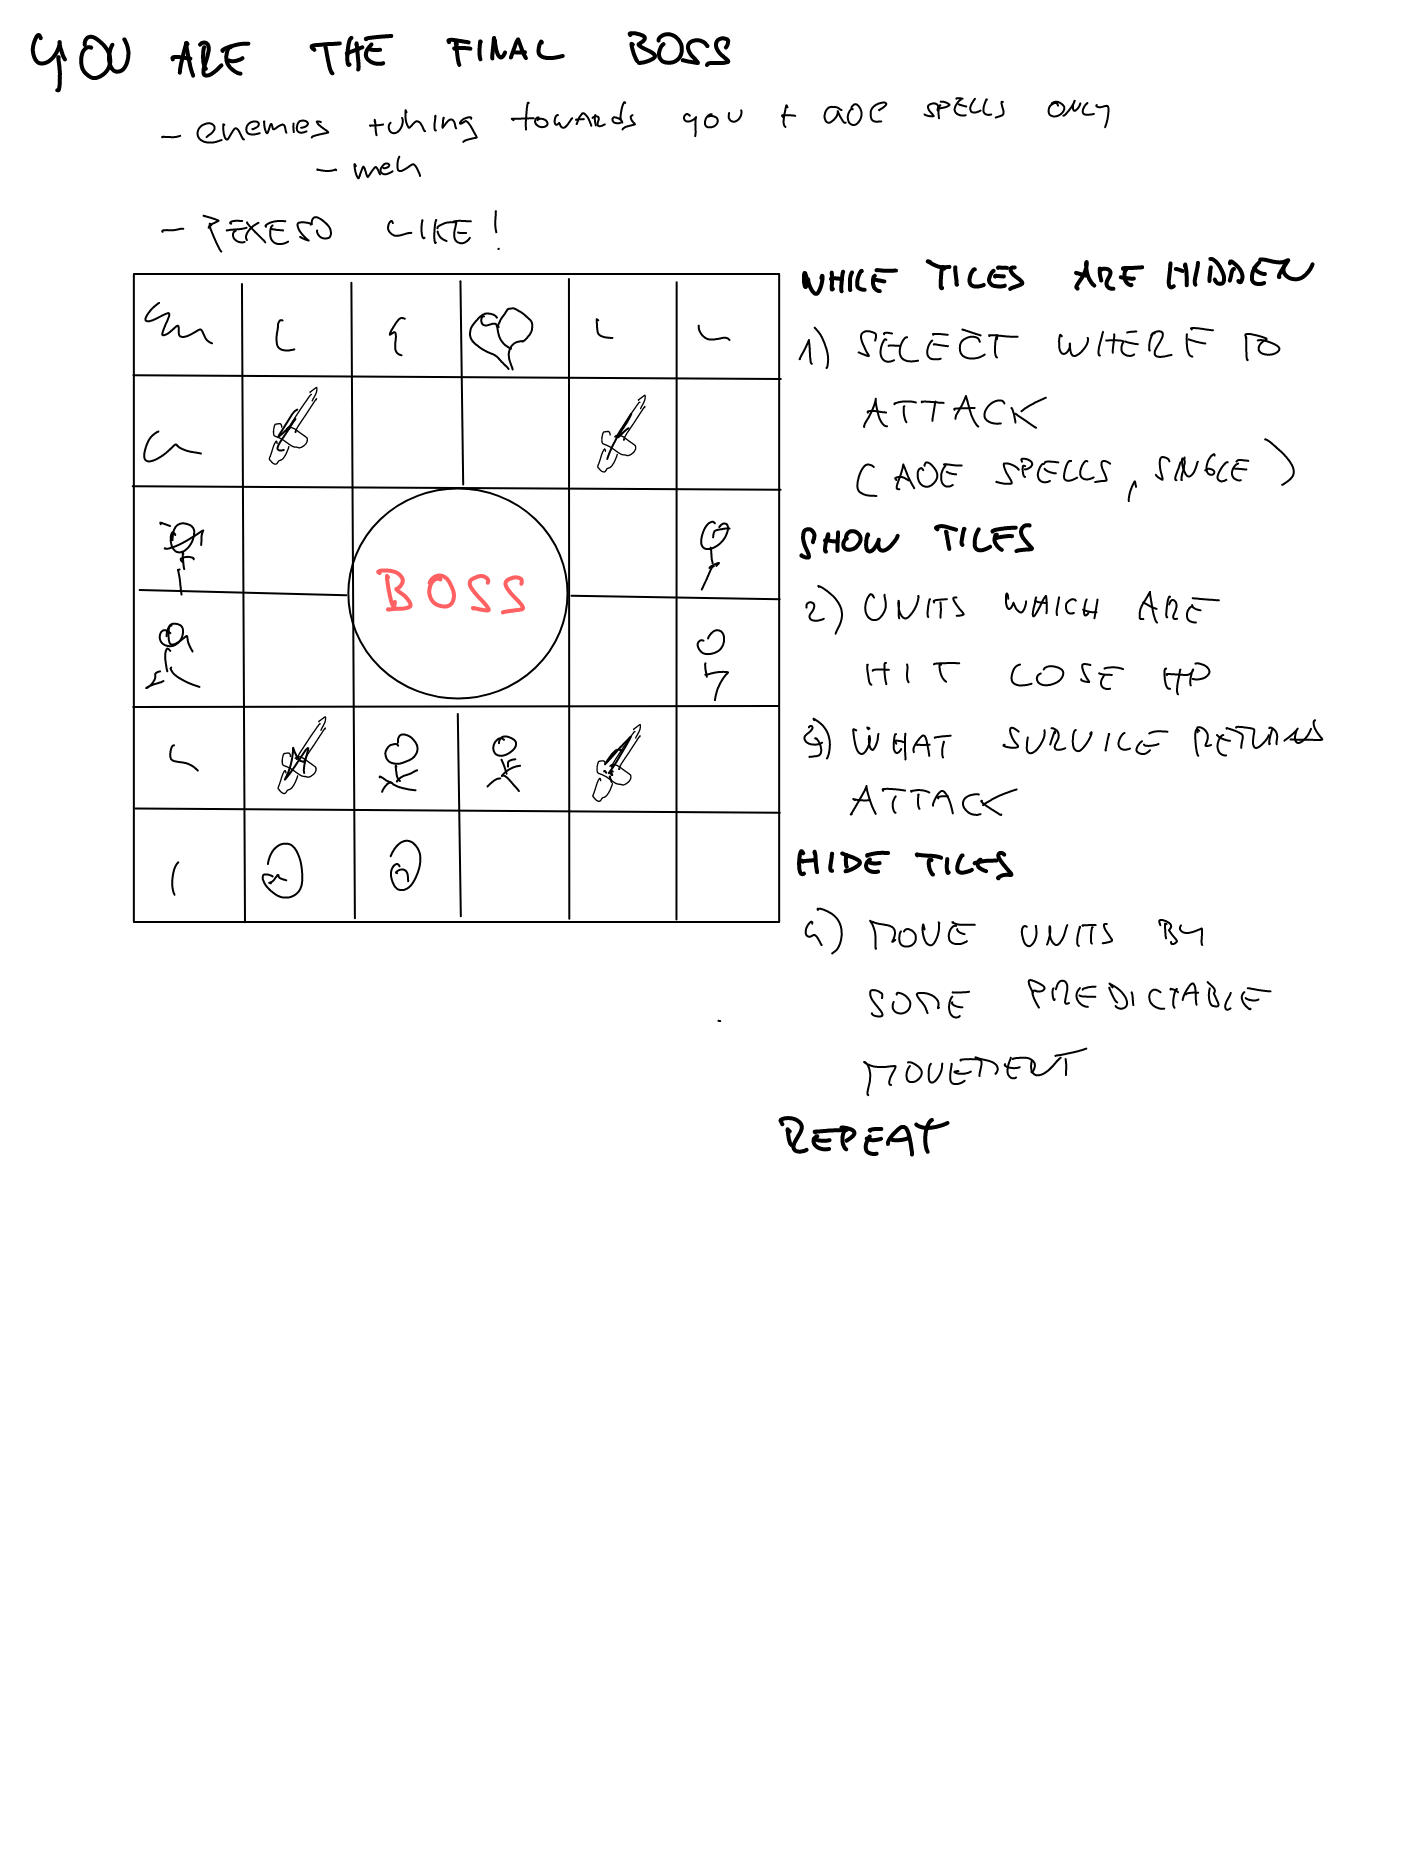 YOU ARE THE FINAL BOSS
- enemies running towards you + aoe spells only
- meh
- PEXESO LIKE!
WHILE TILES ARE HIDDEN
1) SELECT WHERE TO
ATTACK
(AOE SPELLS, SINGLE)
SHOW TILES
2) UNITS WHICH ARE
HIT LOSE HP
3) WHAT SURVICE RETURNS
ATTACK
HIDE TILES
4) MOVE UNITS BY
SOME PREDICTABLE
MOVEMENT
REPEAT
BOSS